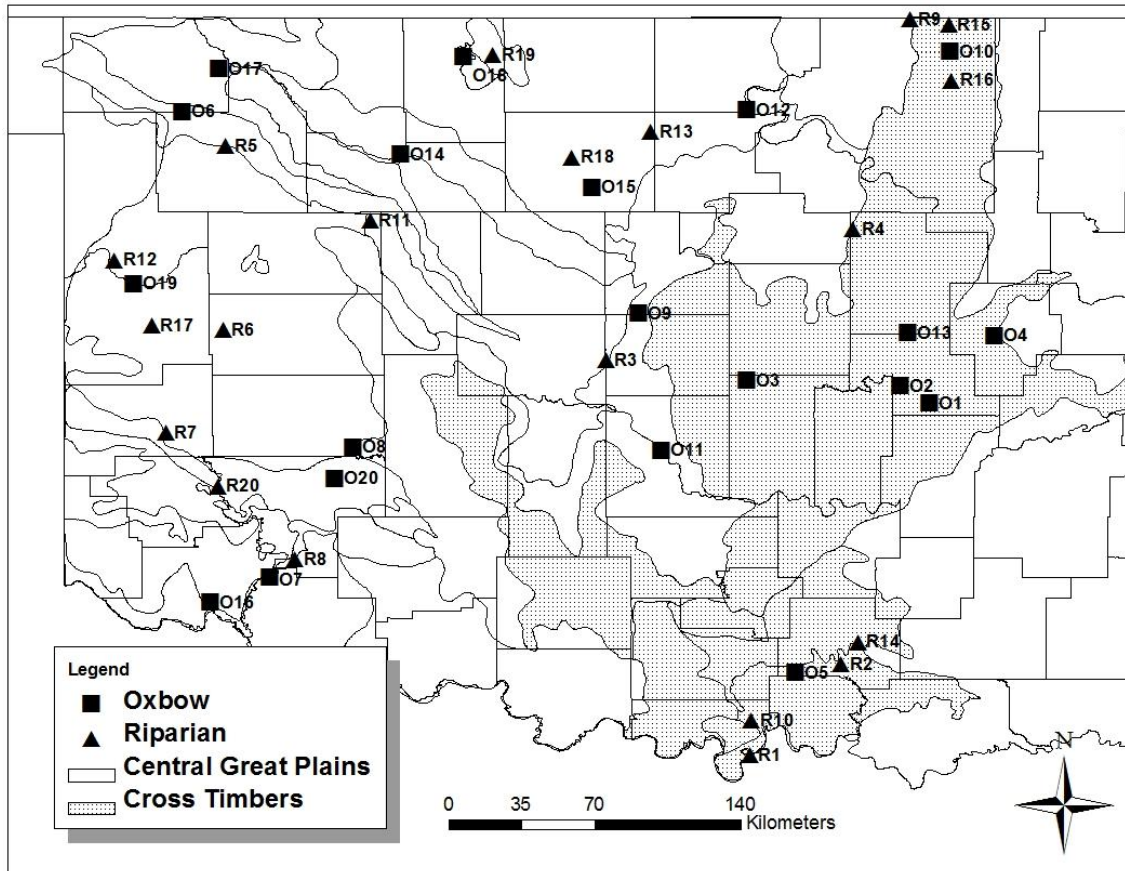 R9
R15
R19
O10
O18
O17
R16
O6
O12
R13
R5
O14
R18
O15
R11
R4
R12
O19
O9
R17
R6
O13
O4
R3
O3
O2
O1
R7
O8
O11
O20
R20
R8
O7
O16
R14
R2
O5
R10
R1
Legend
Oxbow
Riparian
Central Great Plains
Cross Timbers
0 35 70 140
Kilometers
N